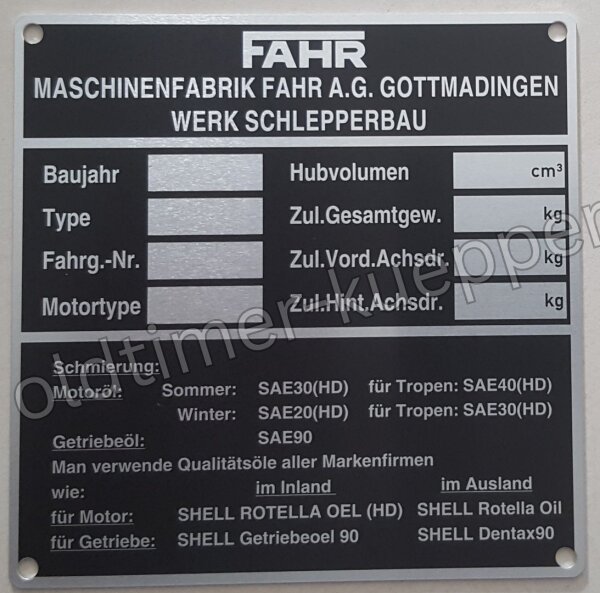 FAHR
MASCHINENFABRIK FAHR A.G. GOTTMADINGEN
WERK SCHLEPPERBAU
Baujahr Hubvolumen cm³
Type Zul.Gesamtgew. kg
Fahrg.-Nr. Zul.Vord.Achsdr. kg
Motortype Zul.Hint.Achsdr. kg
oldtimer-kuepper
Schmierung:
Motoröl: Sommer: SAE30(HD) für Tropen: SAE40(HD)
Winter: SAE20(HD) für Tropen: SAE30(HD)
Getriebeöl: SAE90
Man verwende Qualitätsöle aller Markenfirmen
wie: im Inland im Ausland
für Motor: SHELL ROTELLA OEL (HD) SHELL Rotella Oil
für Getriebe: SHELL Getriebeoel 90 SHELL Dentax90